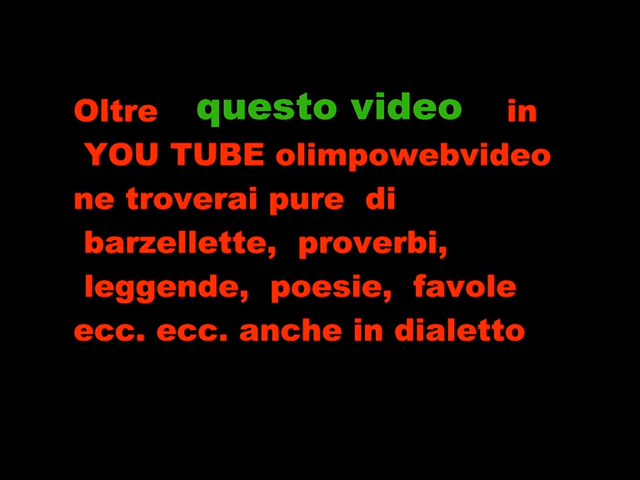 Oltre questo video in
YOU TUBE olimpowebvideo
ne troverai pure di
barzellette, proverbi,
leggende, poesie, favole
ecc. ecc. anche in dialetto